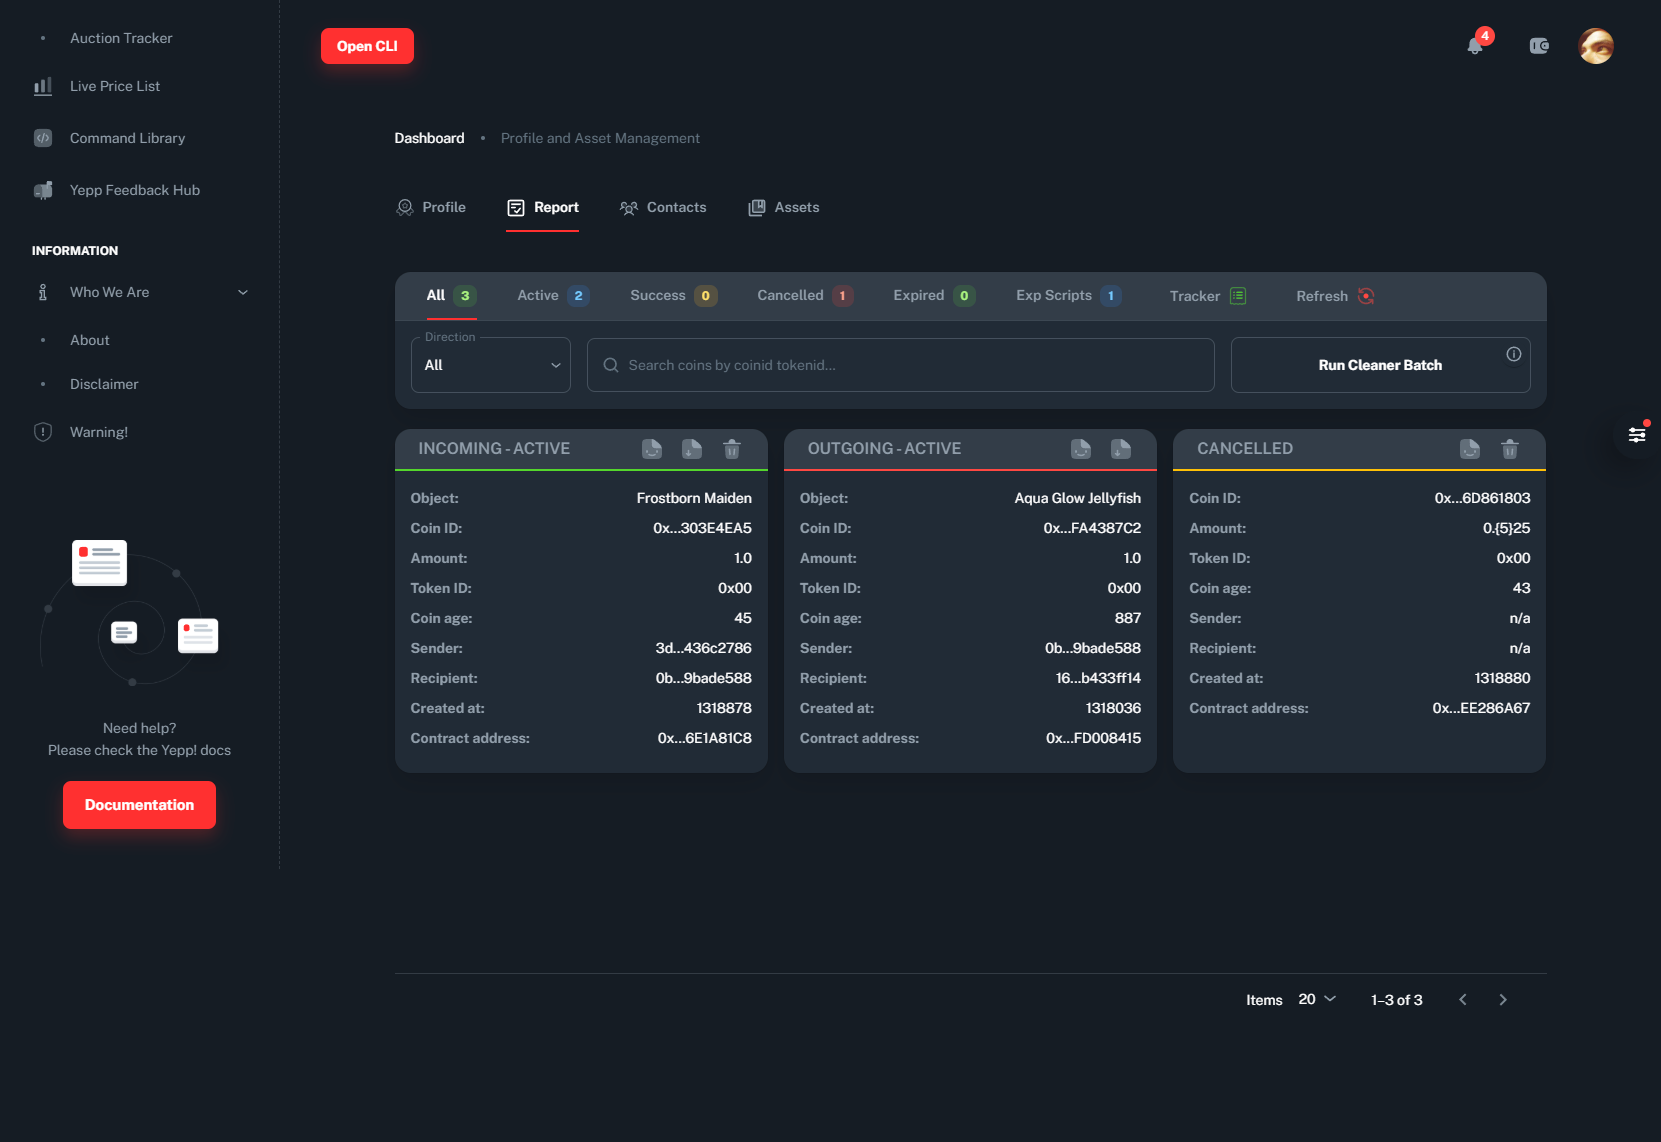 Auction Tracker
Live Price List
Command Library
Yepp Feedback Hub
INFORMATION
Who We Are
About
Disclaimer
Warning!
Need help?
Please check the Yepp! docs
Documentation
Open CLI
4
Dashboard • Profile and Asset Management
Profile Report Contacts Assets
All 3 Active 2 Success 0 Cancelled 1 Expired 0 Exp Scripts 1 Tracker Refresh
Direction
All Search coins by coinid tokenid... Run Cleaner Batch
INCOMING - ACTIVE
Object: Frostborn Maiden
Coin ID: 0x...303E4EA5
Amount: 1.0
Token ID: 0x00
Coin age: 45
Sender: 3d...436c2786
Recipient: 0b...9bade588
Created at: 1318878
Contract address: 0x...6E1A81C8
OUTGOING - ACTIVE
Object: Aqua Glow Jellyfish
Coin ID: 0x...FA4387C2
Amount: 1.0
Token ID: 0x00
Coin age: 887
Sender: 0b...9bade588
Recipient: 16...b433ff14
Created at: 1318036
Contract address: 0x...FD008415
CANCELLED
Coin ID: 0x...6D861803
Amount: 0.{5}25
Token ID: 0x00
Coin age: 43
Sender: n/a
Recipient: n/a
Created at: 1318880
Contract address: 0x...EE286A67
Items 20 1–3 of 3